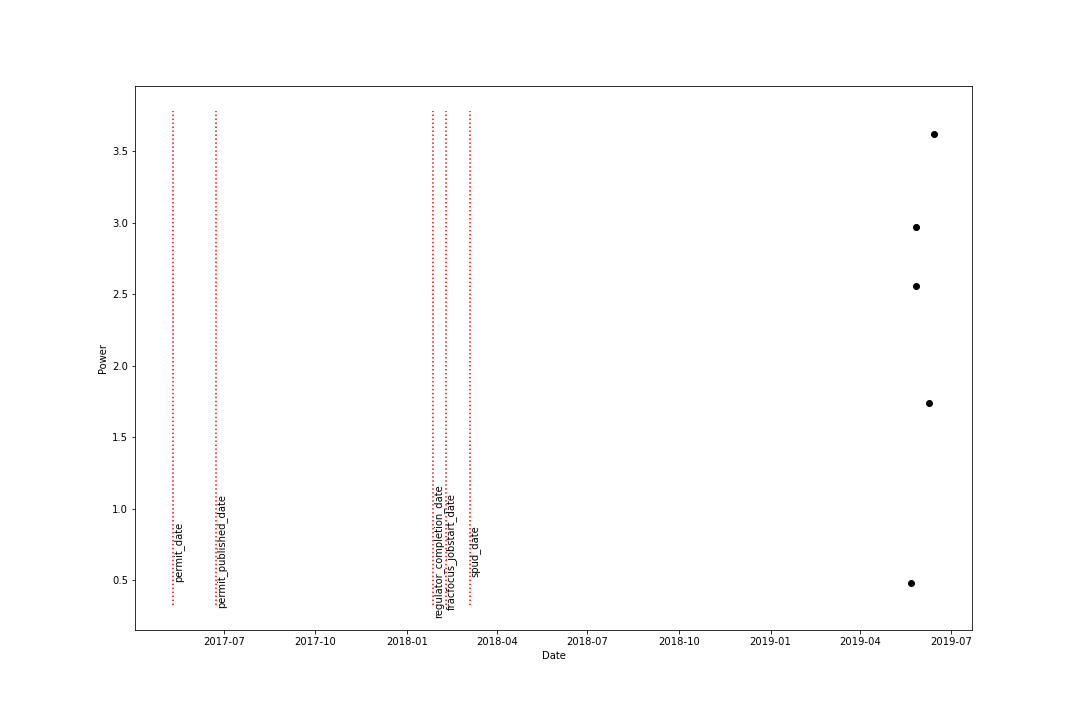 Power
3.5
3.0
2.5
2.0
1.5
1.0
0.5
permit_date
permit_published_date
regulator_completion_date
fracfocus_jobstart_date
spud_date
2017-07 2017-10 2018-01 2018-04 2018-07 2018-10 2019-01 2019-04 2019-07
Date